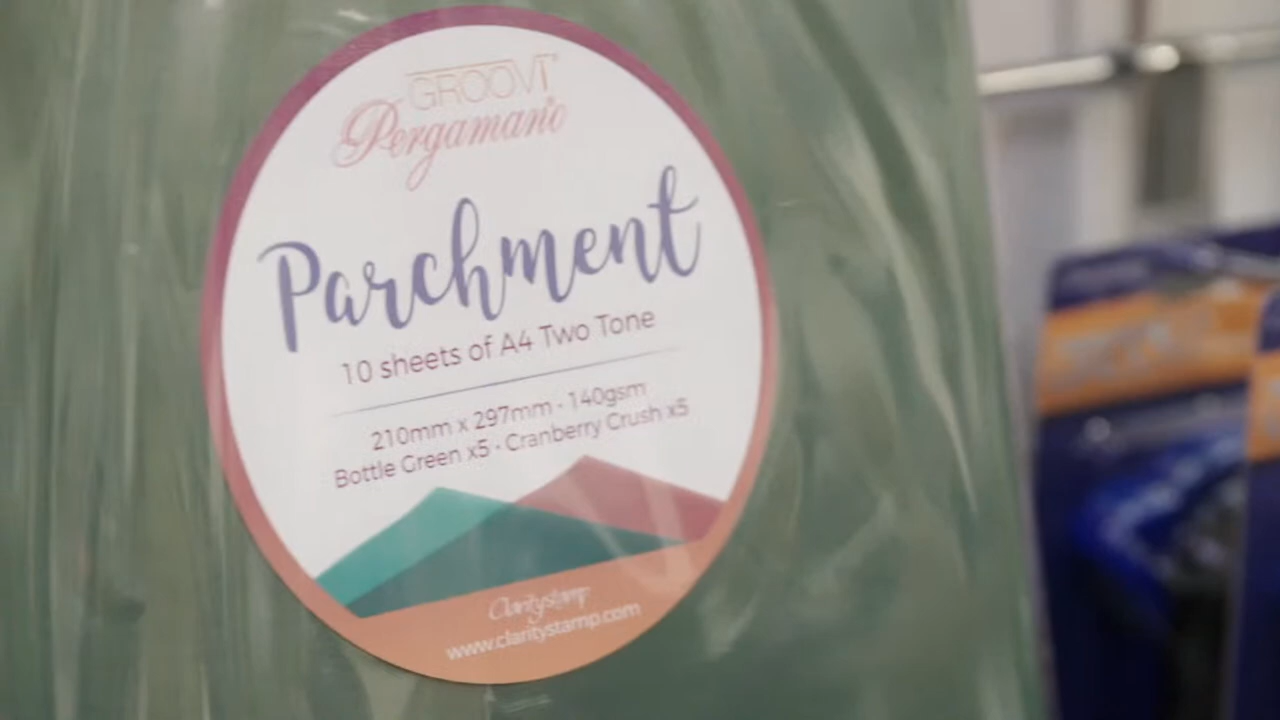 GROOVI
Pergamano
Parchment
10 sheets of A4 Two Tone
210mm x 297mm · 140gsm
Bottle Green x5 · Cranberry Crush x5
Claritystamp
www.claritystamp.com